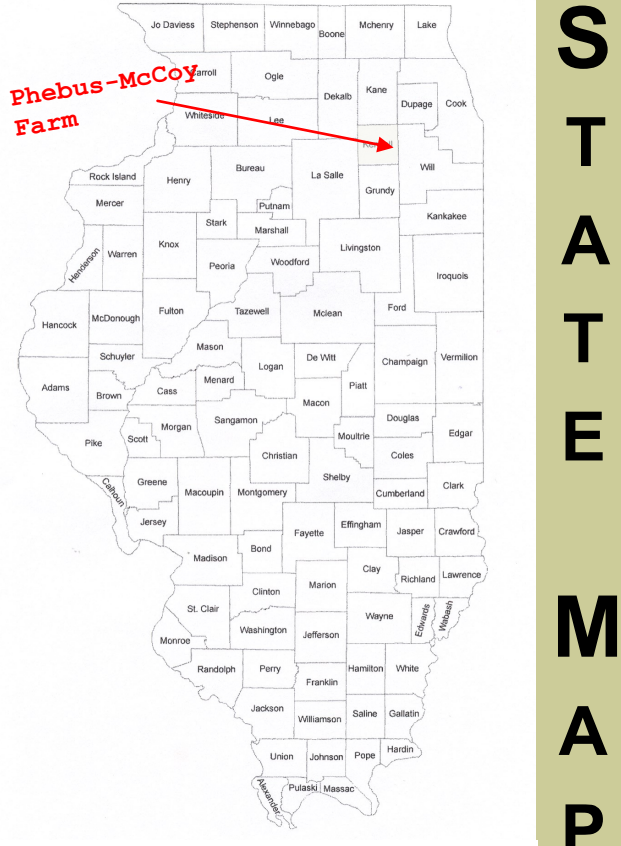 Jo Daviess Stephenson Winnebago Boone Mchenry Lake
Phebus-McCoy
Farm
Carroll Ogle Dekalb Kane Dupage Cook
Whiteside Lee
Rock Island Henry Bureau La Salle Will
Mercer Putnam Grundy
Stark Marshall Kankakee
Henderson Warren Knox Peoria Woodford Livingston Iroquois
Hancock McDonough Fulton Tazewell Mclean Ford
Schuyler Mason Logan De Witt Champaign Vermilion
Adams Brown Cass Menard Macon Piatt
Pike Scott Morgan Sangamon Moultrie Douglas Edgar
Christian Coles
Calhoun Greene Macoupin Montgomery Shelby Cumberland Clark
Jersey Fayette Effingham Jasper Crawford
Madison Bond
Clinton Marion Clay Richland Lawrence
St. Clair Washington Jefferson Wayne Edwards Wabash
Monroe
Randolph Perry Franklin Hamilton White
Jackson Williamson Saline Gallatin
Union Johnson Pope Hardin
Alexander Pulaski Massac
S
T
A
T
E
M
A
P